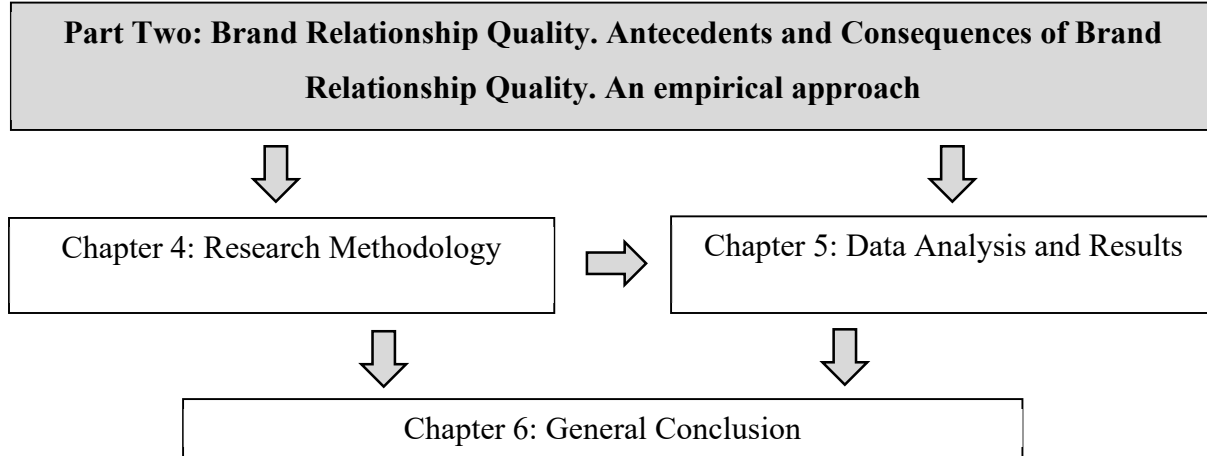 Part Two: Brand Relationship Quality. Antecedents and Consequences of Brand
Relationship Quality. An empirical approach
Chapter 4: Research Methodology
Chapter 5: Data Analysis and Results
Chapter 6: General Conclusion